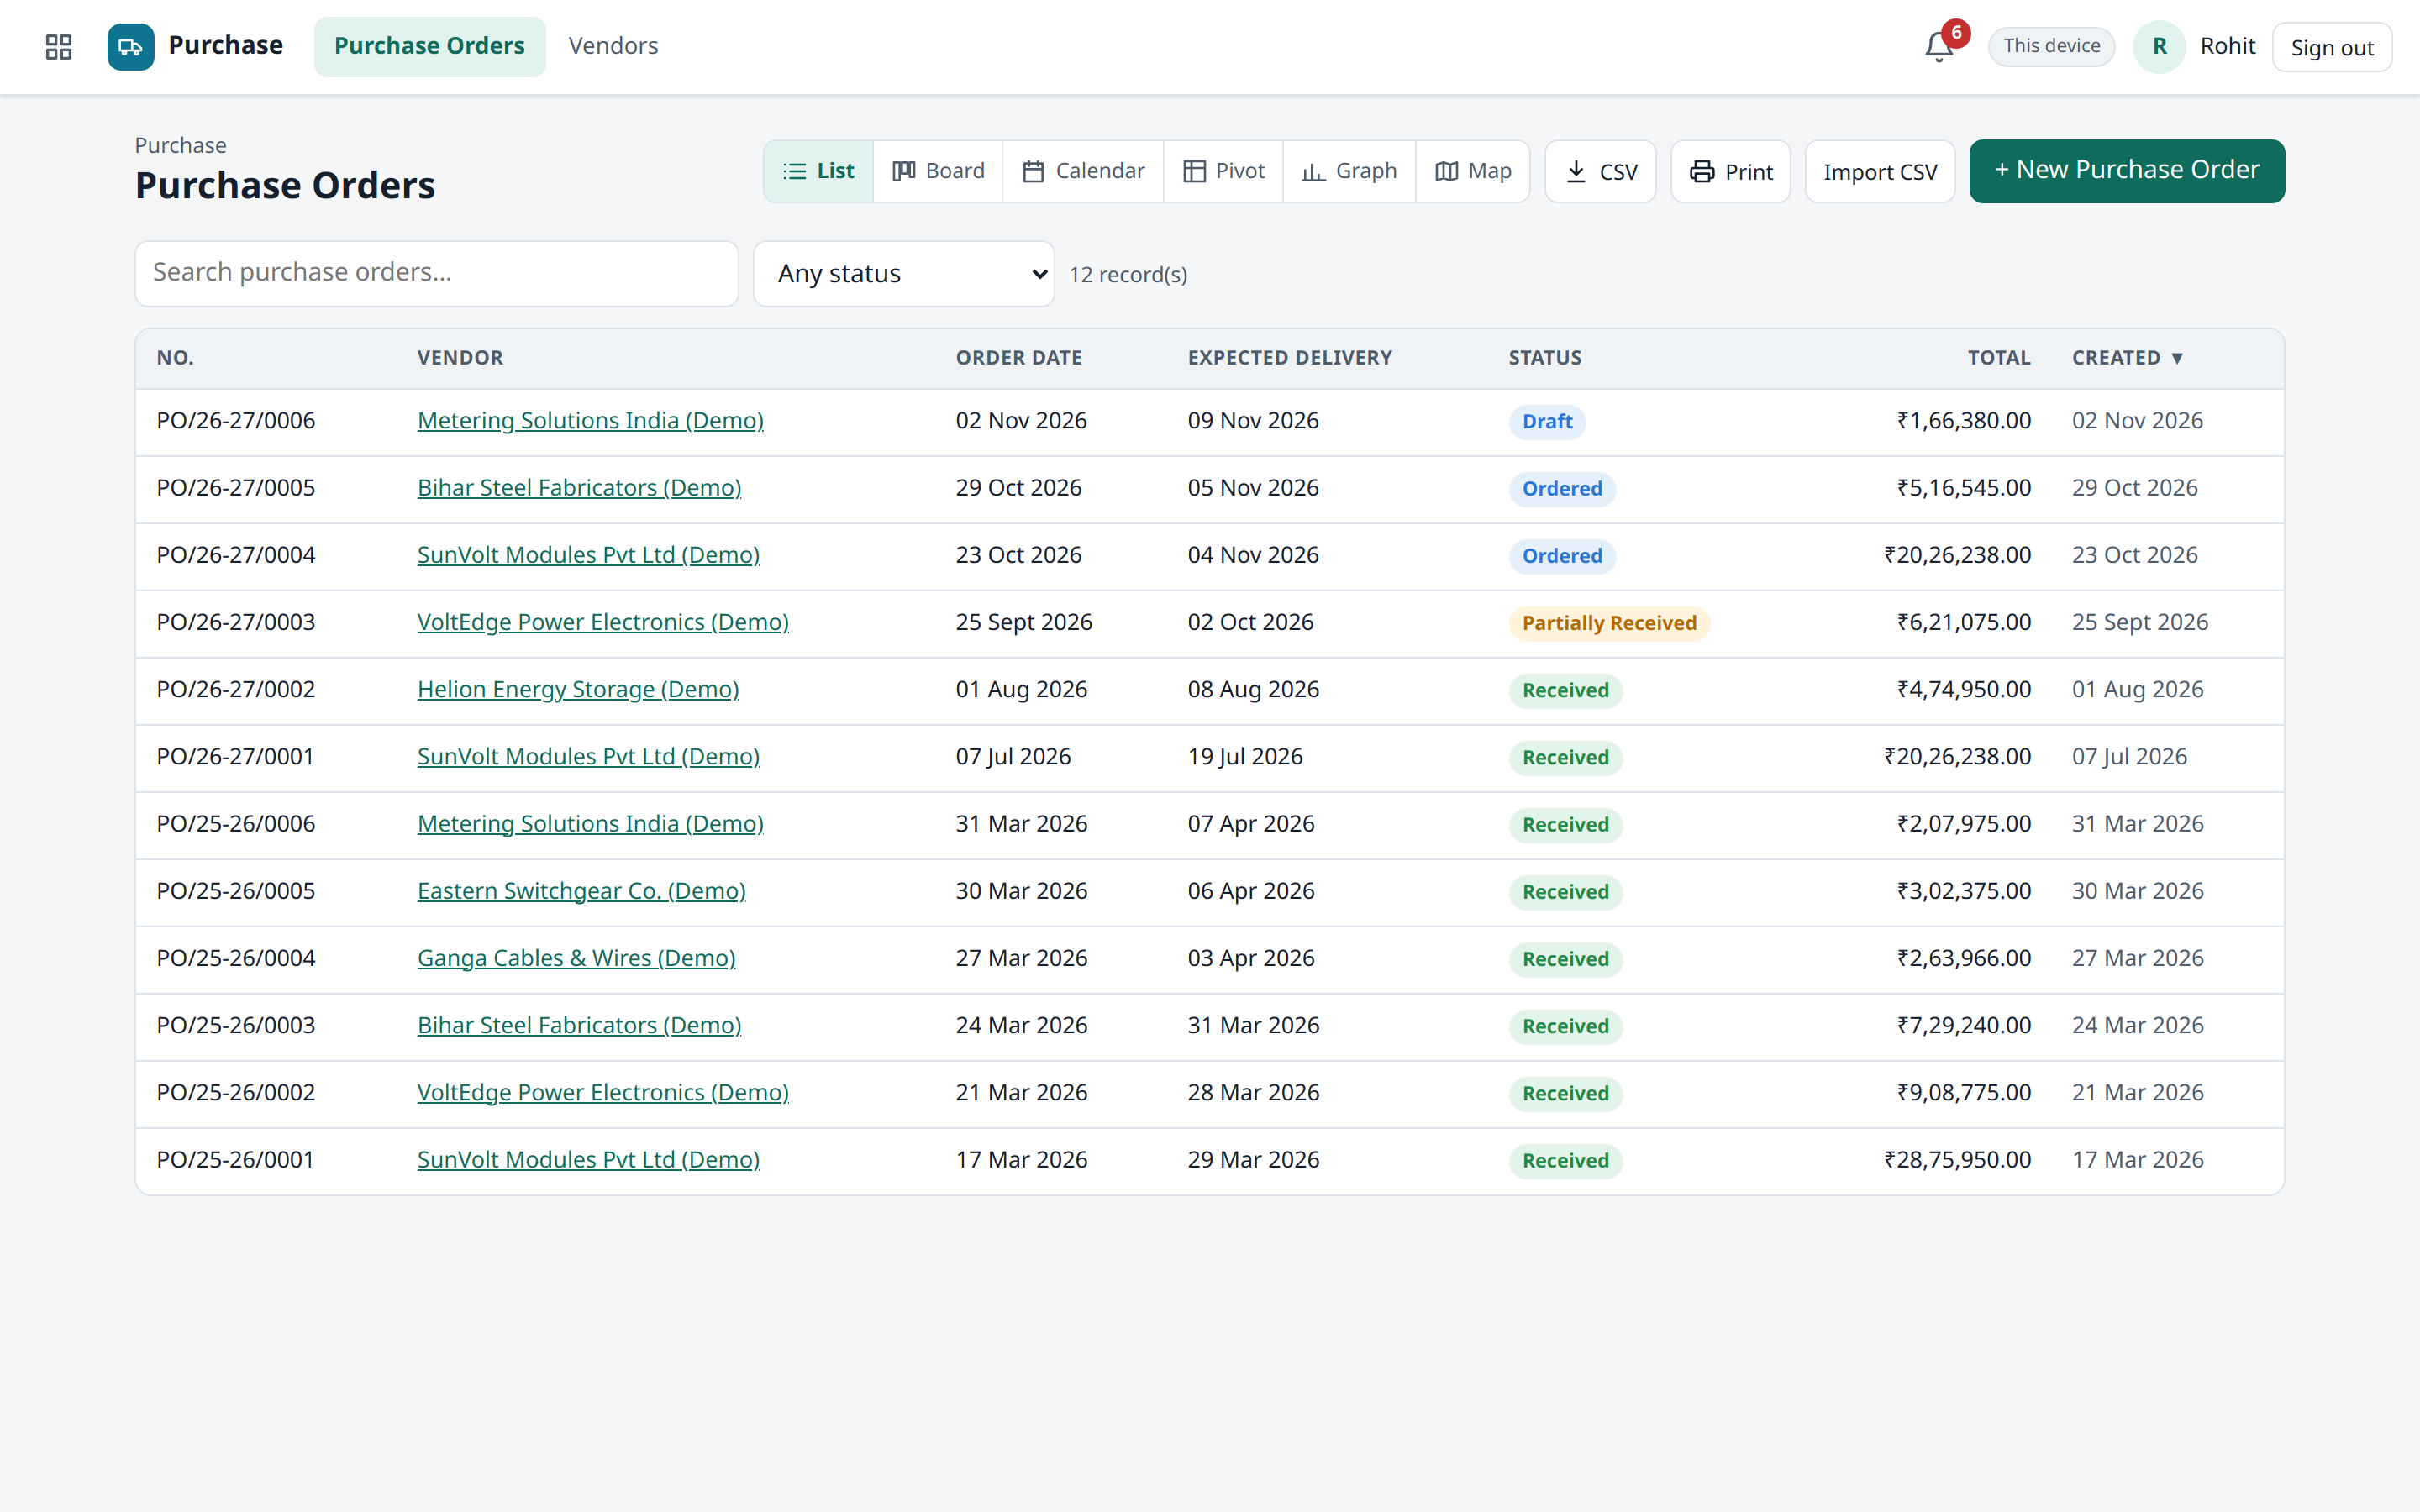 Purchase Purchase Orders Vendors 6 This device R Rohit Sign out
Purchase
Purchase Orders
List Board Calendar Pivot Graph Map CSV Print Import CSV + New Purchase Order
Search purchase orders... Any status 12 record(s)
NO. VENDOR ORDER DATE EXPECTED DELIVERY STATUS TOTAL CREATED ▼
PO/26-27/0006 Metering Solutions India (Demo) 02 Nov 2026 09 Nov 2026 Draft ₹1,66,380.00 02 Nov 2026
PO/26-27/0005 Bihar Steel Fabricators (Demo) 29 Oct 2026 05 Nov 2026 Ordered ₹5,16,545.00 29 Oct 2026
PO/26-27/0004 SunVolt Modules Pvt Ltd (Demo) 23 Oct 2026 04 Nov 2026 Ordered ₹20,26,238.00 23 Oct 2026
PO/26-27/0003 VoltEdge Power Electronics (Demo) 25 Sept 2026 02 Oct 2026 Partially Received ₹6,21,075.00 25 Sept 2026
PO/26-27/0002 Helion Energy Storage (Demo) 01 Aug 2026 08 Aug 2026 Received ₹4,74,950.00 01 Aug 2026
PO/26-27/0001 SunVolt Modules Pvt Ltd (Demo) 07 Jul 2026 19 Jul 2026 Received ₹20,26,238.00 07 Jul 2026
PO/25-26/0006 Metering Solutions India (Demo) 31 Mar 2026 07 Apr 2026 Received ₹2,07,975.00 31 Mar 2026
PO/25-26/0005 Eastern Switchgear Co. (Demo) 30 Mar 2026 06 Apr 2026 Received ₹3,02,375.00 30 Mar 2026
PO/25-26/0004 Ganga Cables & Wires (Demo) 27 Mar 2026 03 Apr 2026 Received ₹2,63,966.00 27 Mar 2026
PO/25-26/0003 Bihar Steel Fabricators (Demo) 24 Mar 2026 31 Mar 2026 Received ₹7,29,240.00 24 Mar 2026
PO/25-26/0002 VoltEdge Power Electronics (Demo) 21 Mar 2026 28 Mar 2026 Received ₹9,08,775.00 21 Mar 2026
PO/25-26/0001 SunVolt Modules Pvt Ltd (Demo) 17 Mar 2026 29 Mar 2026 Received ₹28,75,950.00 17 Mar 2026